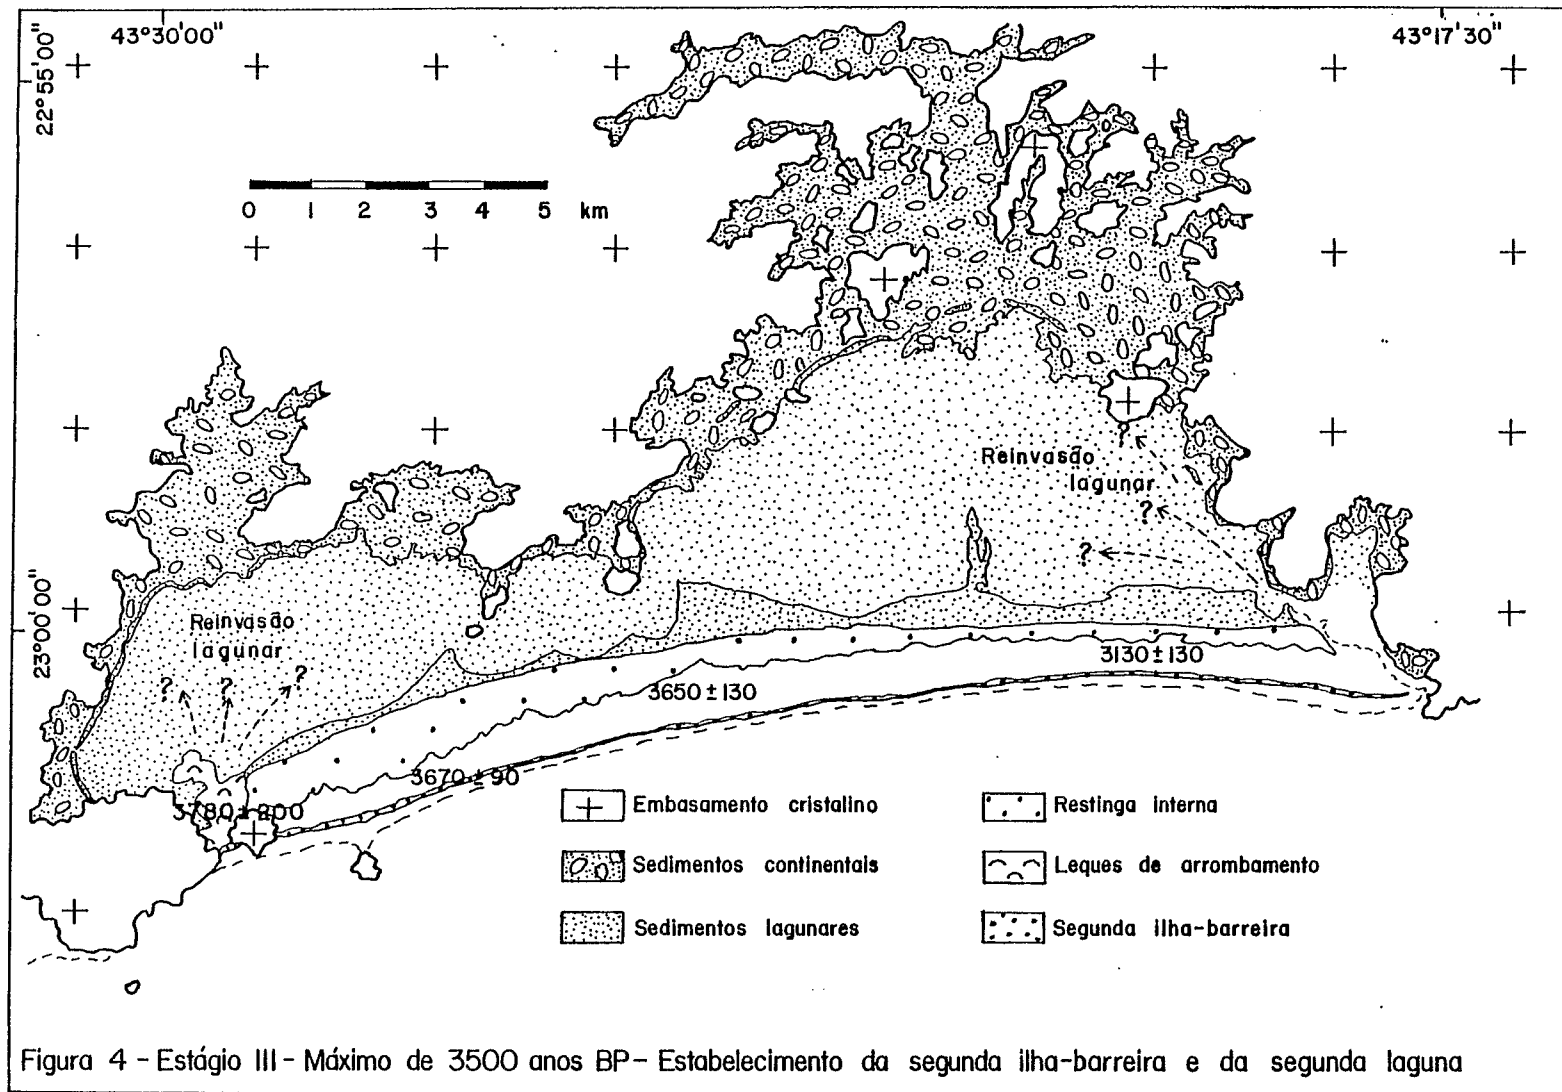 43°30'00"
43°17'30"
22°55'00"
0 1 2 3 4 5 km
Reinvasão
lagunar
?
?
?
23°00'00"
Reinvasão
lagunar
?
?
?
3130±130
3650±130
3670±90
3780±200
Embasamento cristalino
Sedimentos continentais
Sedimentos lagunares
Restinga interna
Leques de arrombamento
Segunda ilha-barreira
Figura 4 - Estágio III - Máximo de 3500 anos BP - Estabelecimento da segunda ilha-barreira e da segunda laguna